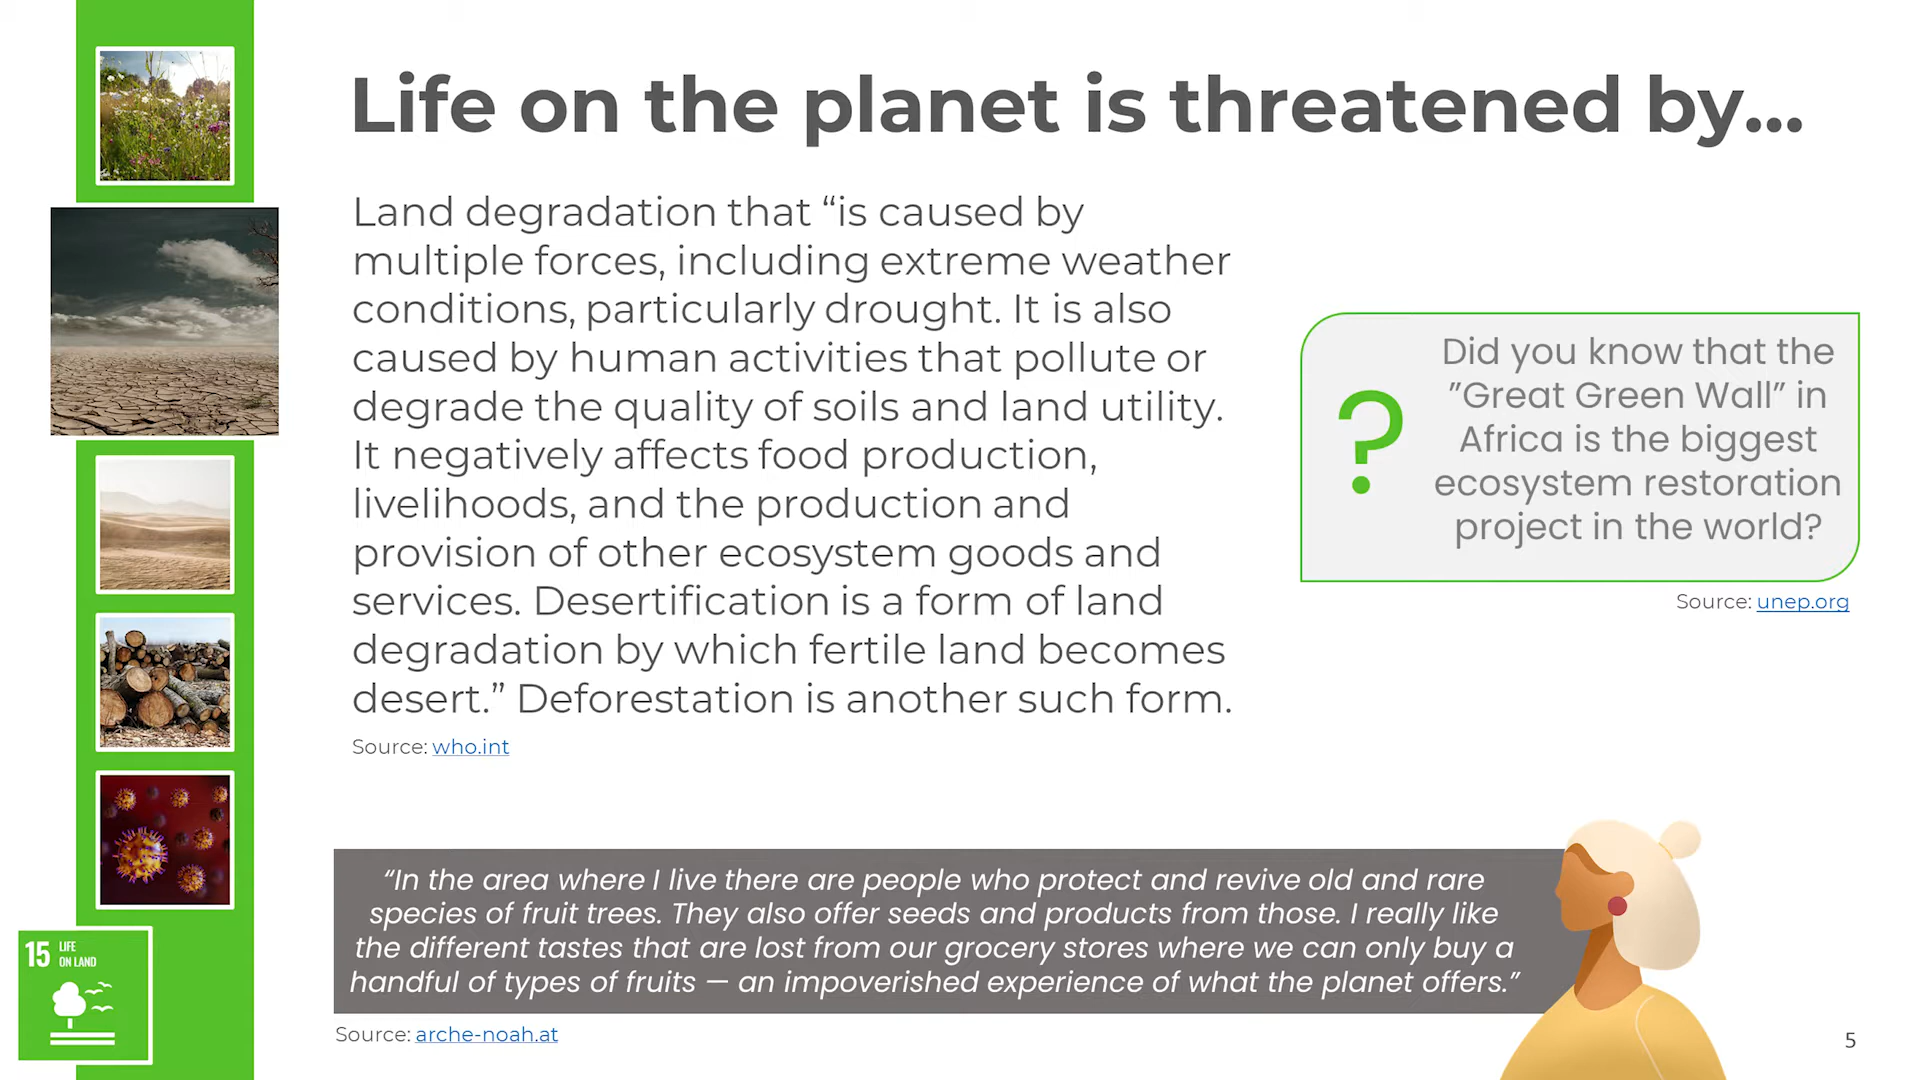 Life on the planet is threatened by...
Land degradation that “is caused by
multiple forces, including extreme weather
conditions, particularly drought. It is also
caused by human activities that pollute or
degrade the quality of soils and land utility.
It negatively affects food production,
livelihoods, and the production and
provision of other ecosystem goods and
services. Desertification is a form of land
degradation by which fertile land becomes
desert.” Deforestation is another such form.
Source: who.int
?
Did you know that the
”Great Green Wall” in
Africa is the biggest
ecosystem restoration
project in the world?
Source: unep.org
“In the area where I live there are people who protect and revive old and rare
species of fruit trees. They also offer seeds and products from those. I really like
the different tastes that are lost from our grocery stores where we can only buy a
handful of types of fruits — an impoverished experience of what the planet offers.”
Source: arche-noah.at
15 LIFE
ON LAND
5